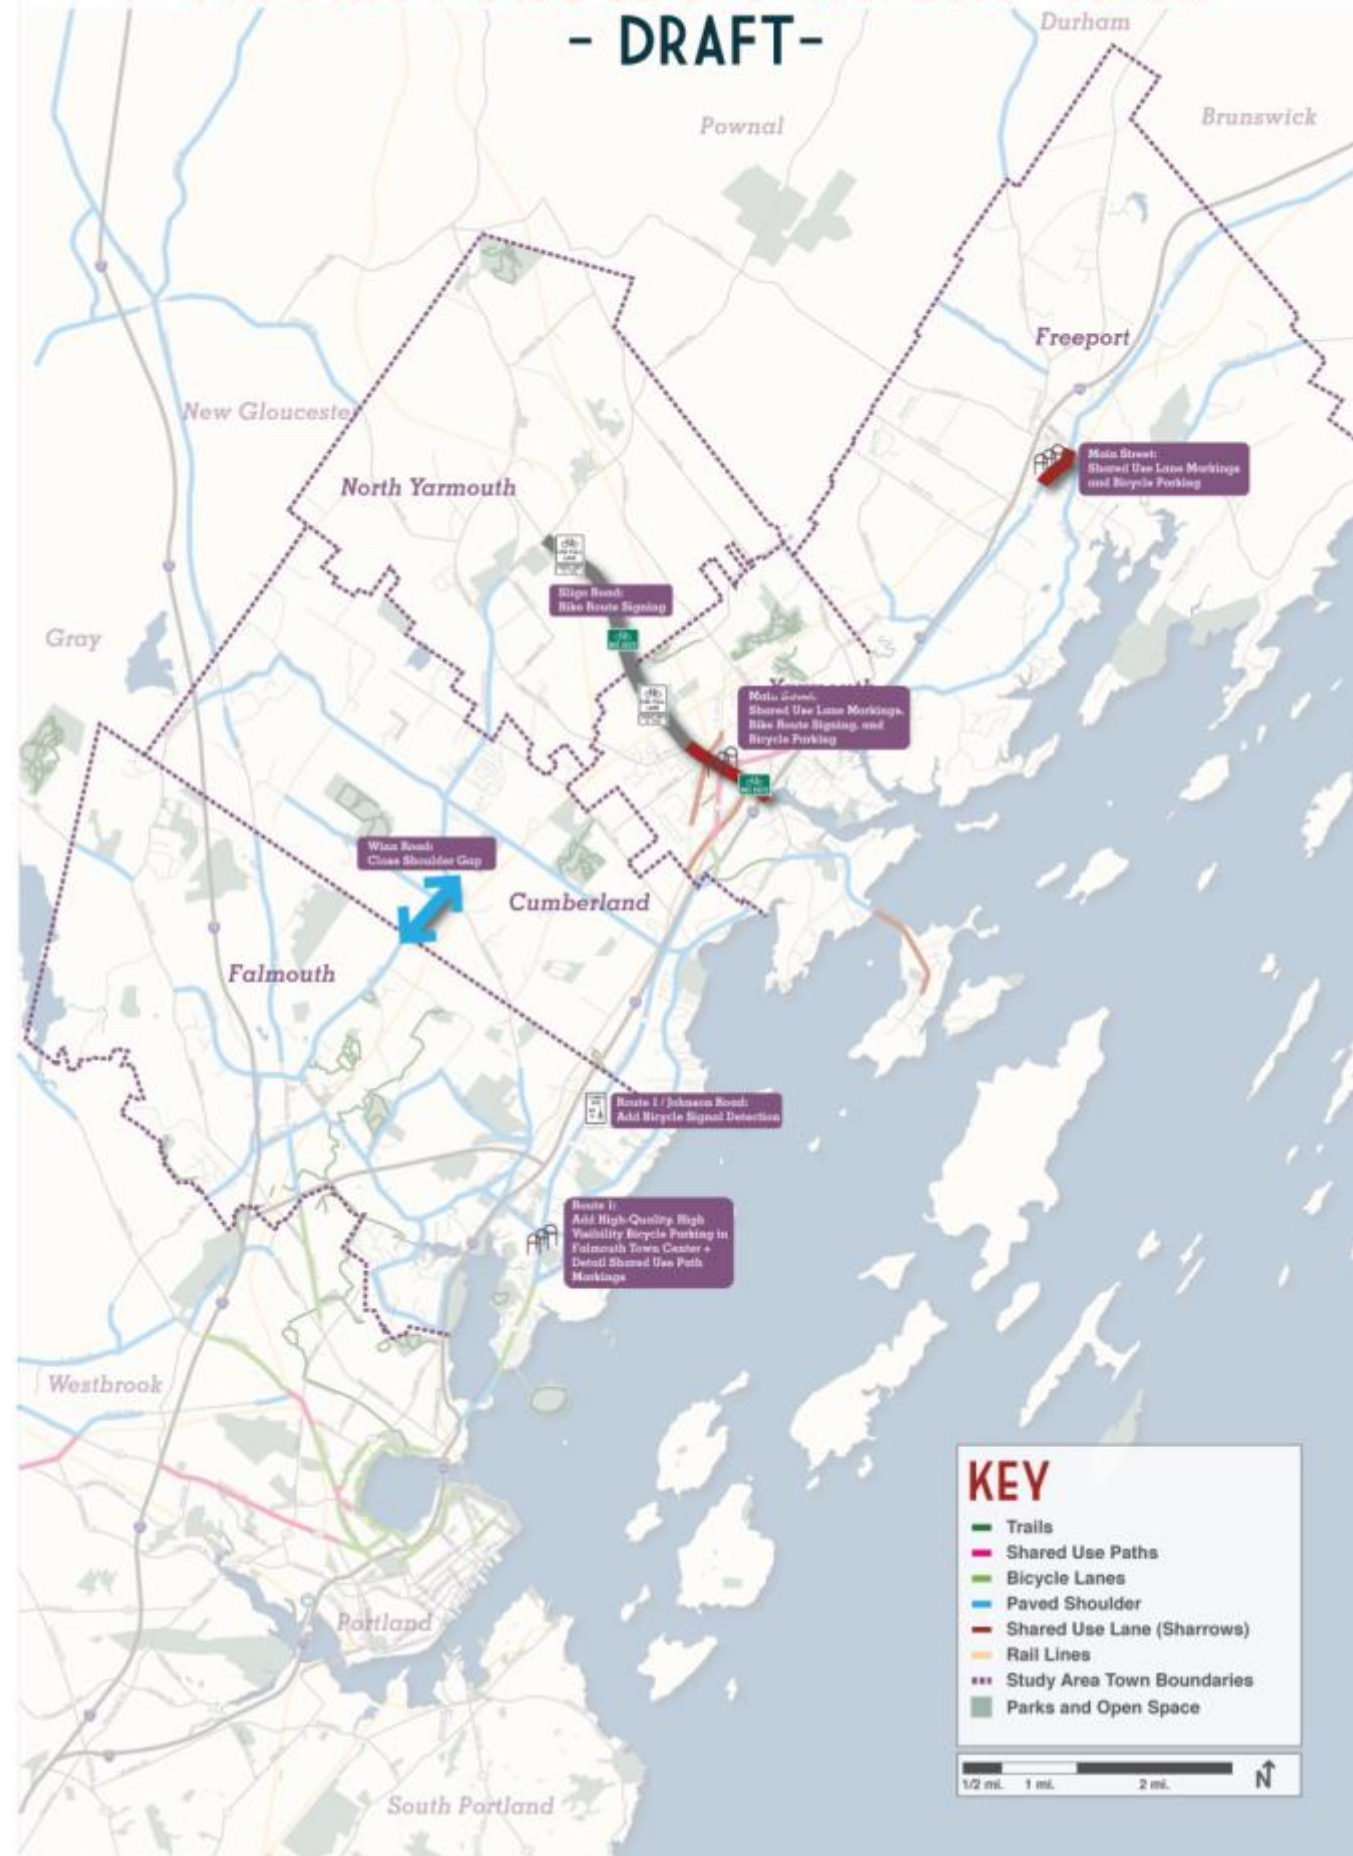 - DRAFT-
Durham
Brunswick
Pownal
Freeport
New Gloucester
Main Street:
Shared Use Lane Markings
and Bicycle Parking
North Yarmouth
Sligo Road:
Bike Route Signing
Gray
Main Street:
Shared Use Lane Markings,
Bike Route Signing, and
Bicycle Parking
Winn Road:
Close Shoulder Gap
Cumberland
Falmouth
Route 1 / Johnson Road:
Add Bicycle Signal Detection
Route 1:
Add High-Quality, High
Visibility Bicycle Parking in
Falmouth Town Center +
Detail Shared Use Path
Markings
Westbrook
Portland
South Portland
KEY
Trails
Shared Use Paths
Bicycle Lanes
Paved Shoulder
Shared Use Lane (Sharrows)
Rail Lines
Study Area Town Boundaries
Parks and Open Space
1/2 mi. 1 mi. 2 mi. N